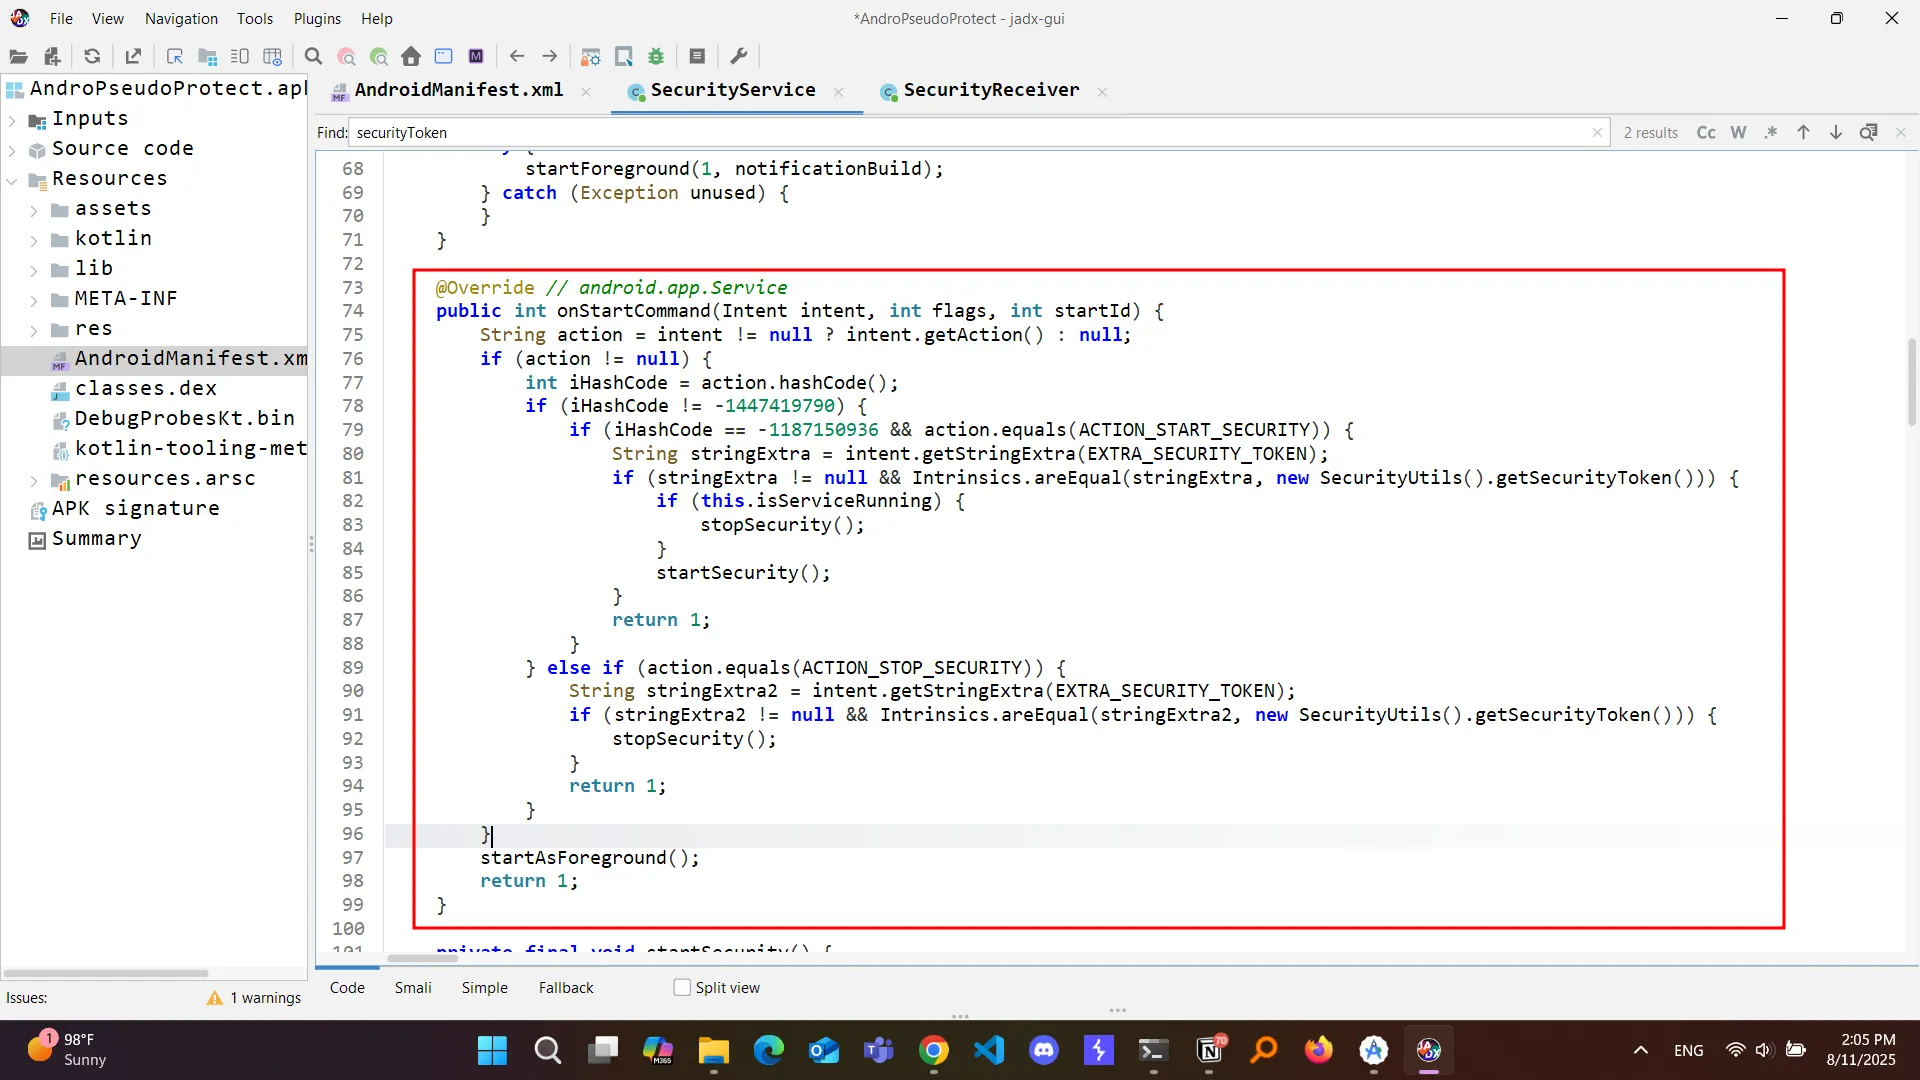 File View Navigation Tools Plugins Help
*AndroPseudoProtect - jadx-gui
AndroPseudoProtect.apl
Inputs
Source code
Resources
assets
kotlin
lib
META-INF
res
AndroidManifest.xm
classes.dex
DebugProbesKt.bin
kotlin-tooling-met
resources.arsc
APK signature
Summary
Issues:
1 warnings
AndroidManifest.xml
SecurityService
SecurityReceiver
Find: securityToken
2 results Cc W .*
68 startForeground(1, notificationBuild);
69 } catch (Exception unused) {
70 }
71 }
72
73 @Override // android.app.Service
74 public int onStartCommand(Intent intent, int flags, int startId) {
75 String action = intent != null ? intent.getAction() : null;
76 if (action != null) {
77 int iHashCode = action.hashCode();
78 if (iHashCode != -1447419790) {
79 if (iHashCode == -1187150936 && action.equals(ACTION_START_SECURITY)) {
80 String stringExtra = intent.getStringExtra(EXTRA_SECURITY_TOKEN);
81 if (stringExtra != null && Intrinsics.areEqual(stringExtra, new SecurityUtils().getSecurityToken())) {
82 if (this.isServiceRunning) {
83 stopSecurity();
84 }
85 startSecurity();
86 }
87 return 1;
88 }
89 } else if (action.equals(ACTION_STOP_SECURITY)) {
90 String stringExtra2 = intent.getStringExtra(EXTRA_SECURITY_TOKEN);
91 if (stringExtra2 != null && Intrinsics.areEqual(stringExtra2, new SecurityUtils().getSecurityToken())) {
92 stopSecurity();
93 }
94 return 1;
95 }
96 }
97 startAsForeground();
98 return 1;
99 }
100
101 private final void startSecurity() {
Code Smali Simple Fallback Split view
1
98°F
Sunny
M365
70
ENG
2:05 PM
8/11/2025